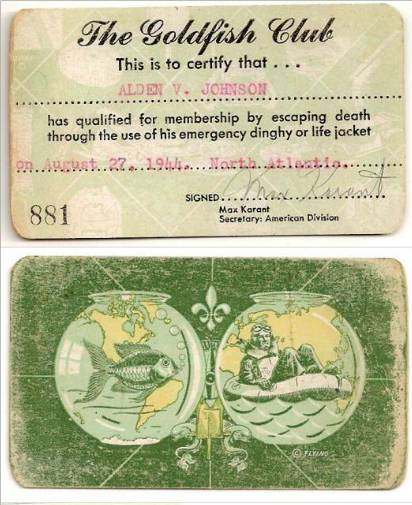 The Goldfish Club
This is to certify that . . .
ALDEN V. JOHNSON
has qualified for membership by escaping death
through the use of his emergency dinghy or life jacket
on August 27, 1944. North Atlantic.
SIGNED Max Karant
Max Karant
881
Secretary: American Division
© FLYING